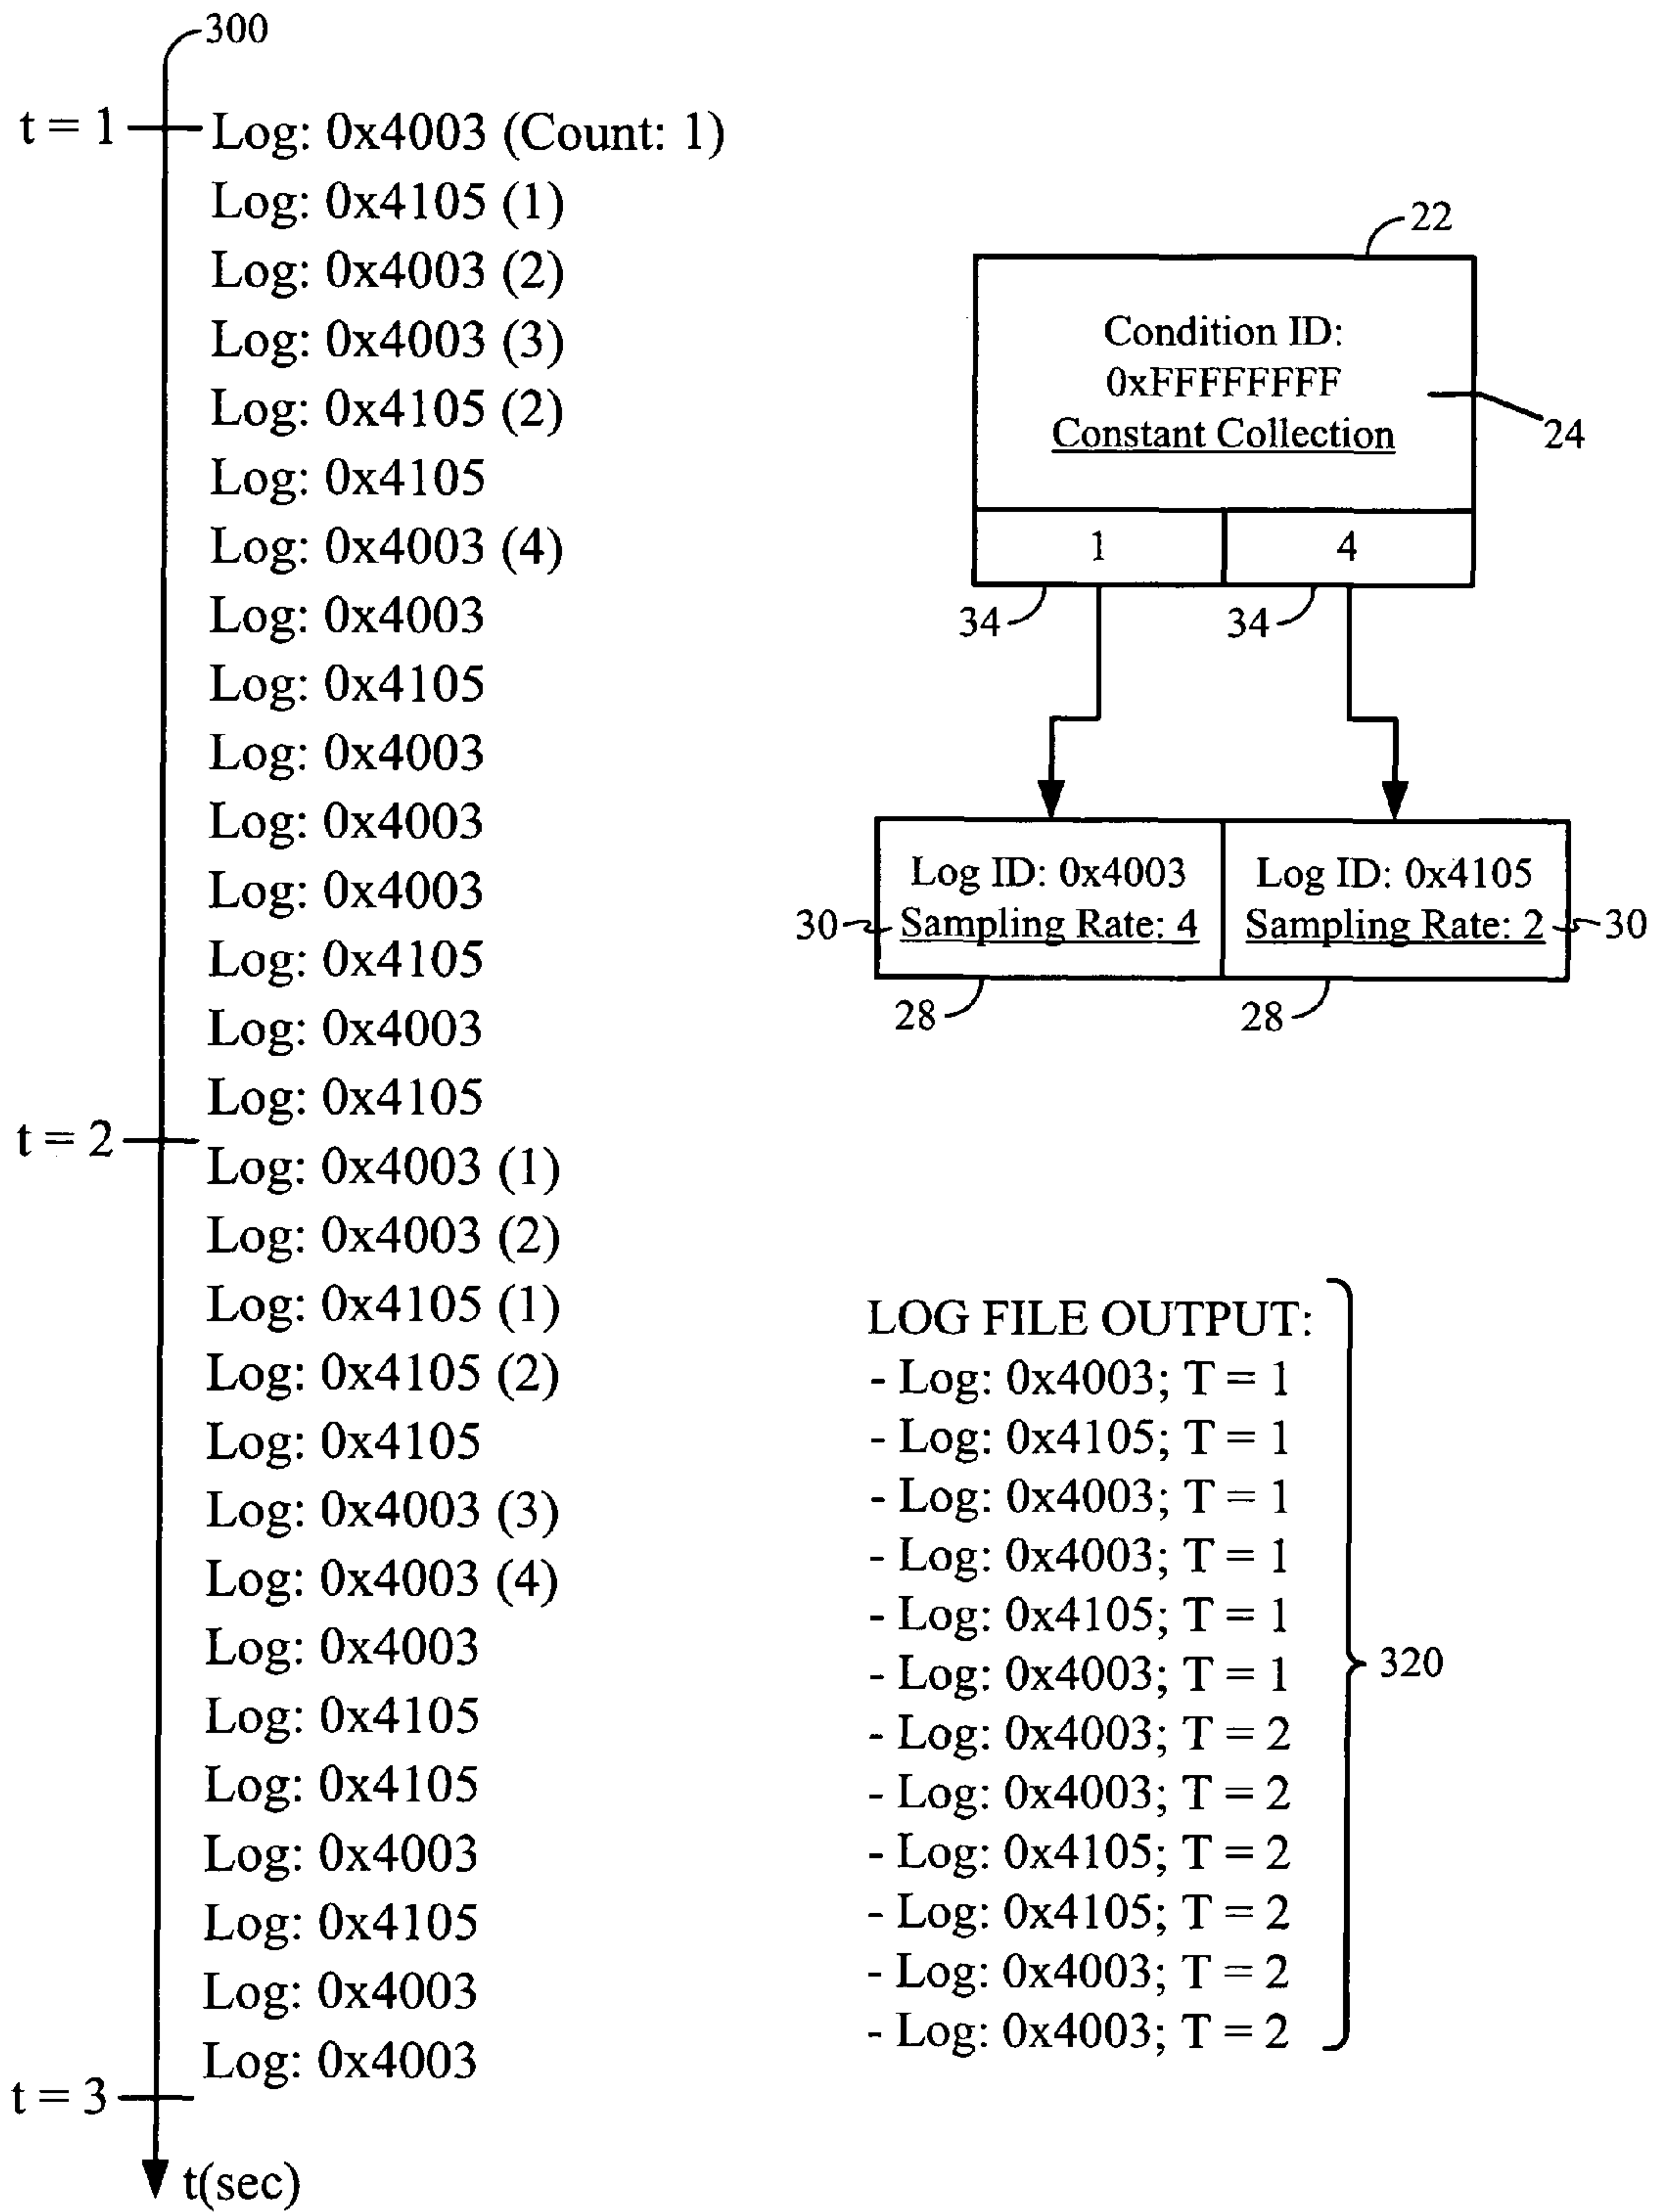 300
t = 1
Log: 0x4003 (Count: 1)
Log: 0x4105 (1)
Log: 0x4003 (2)
Log: 0x4003 (3)
Log: 0x4105 (2)
Log: 0x4105
Log: 0x4003 (4)
Log: 0x4003
Log: 0x4105
Log: 0x4003
Log: 0x4003
Log: 0x4003
Log: 0x4105
Log: 0x4003
Log: 0x4105
t = 2
Log: 0x4003 (1)
Log: 0x4003 (2)
Log: 0x4105 (1)
Log: 0x4105 (2)
Log: 0x4105
Log: 0x4003 (3)
Log: 0x4003 (4)
Log: 0x4003
Log: 0x4105
Log: 0x4105
Log: 0x4003
Log: 0x4105
Log: 0x4003
Log: 0x4003
t = 3
t(sec)
22
Condition ID:
0xFFFFFFFF
Constant Collection
24
1
4
34
34
Log ID: 0x4003
Sampling Rate: 4
30
28
Log ID: 0x4105
Sampling Rate: 2
30
28
LOG FILE OUTPUT:
- Log: 0x4003; T = 1
- Log: 0x4105; T = 1
- Log: 0x4003; T = 1
- Log: 0x4003; T = 1
- Log: 0x4105; T = 1
- Log: 0x4003; T = 1
- Log: 0x4003; T = 2
- Log: 0x4003; T = 2
- Log: 0x4105; T = 2
- Log: 0x4105; T = 2
- Log: 0x4003; T = 2
- Log: 0x4003; T = 2
320